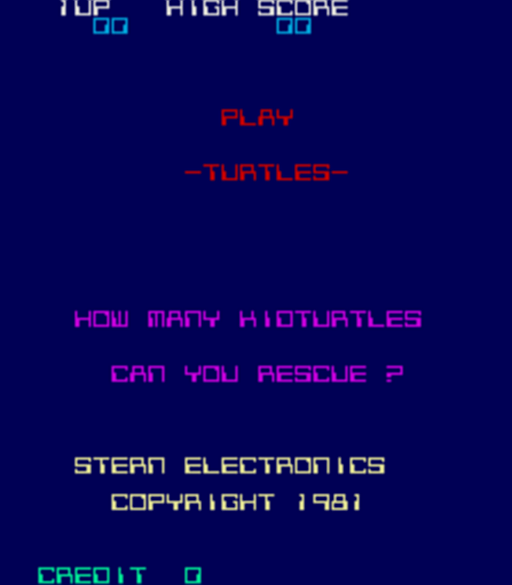 1UP HIGH SCORE
00 00
PLAY
-TURTLES-
HOW MANY KIDTURTLES
CAN YOU RESCUE ?
STERN ELECTRONICS
COPYRIGHT 1981
CREDIT 0